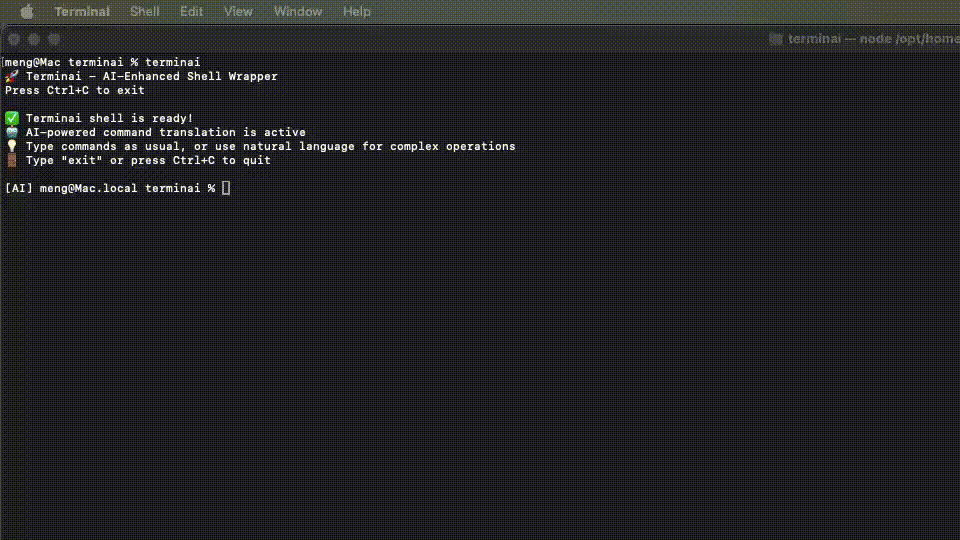 Terminal Shell Edit View Window Help
terminai — node /opt/home
meng@Mac terminai % terminai
🚀 Terminai - AI-Enhanced Shell Wrapper
Press Ctrl+C to exit
✅ Terminai shell is ready!
AI-powered command translation is active
💡 Type commands as usual, or use natural language for complex operations
🚪 Type "exit" or press Ctrl+C to quit
[AI] meng@Mac.local terminai %